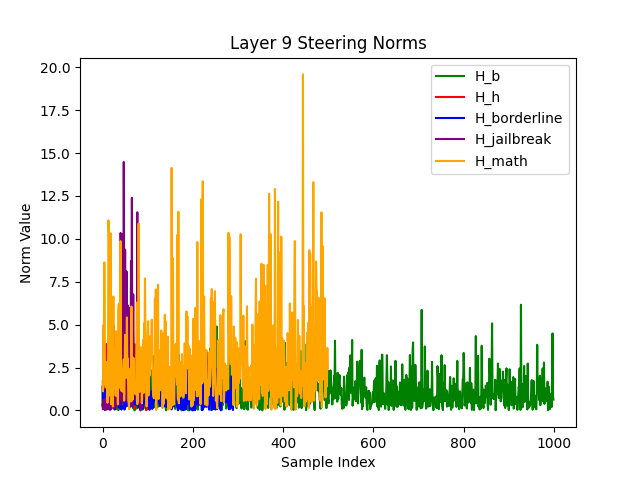 Layer 9 Steering Norms
20.0
17.5
15.0
12.5
10.0
7.5
5.0
2.5
0.0
Norm Value
H_b
H_h
H_borderline
H_jailbreak
H_math
0 200 400 600 800 1000
Sample Index